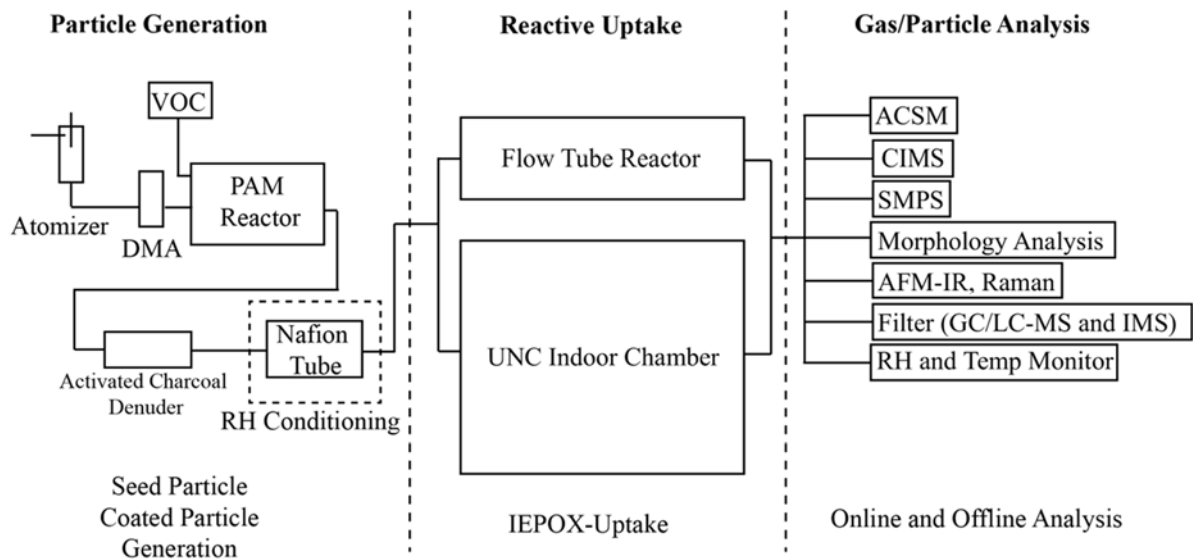 Particle Generation
Reactive Uptake
Gas/Particle Analysis
VOC
Atomizer
DMA
PAM
Reactor
Activated Charcoal
Denuder
Nafion
Tube
RH Conditioning
Seed Particle
Coated Particle
Generation
Flow Tube Reactor
UNC Indoor Chamber
IEPOX-Uptake
ACSM
CIMS
SMPS
Morphology Analysis
AFM-IR, Raman
Filter (GC/LC-MS and IMS)
RH and Temp Monitor
Online and Offline Analysis